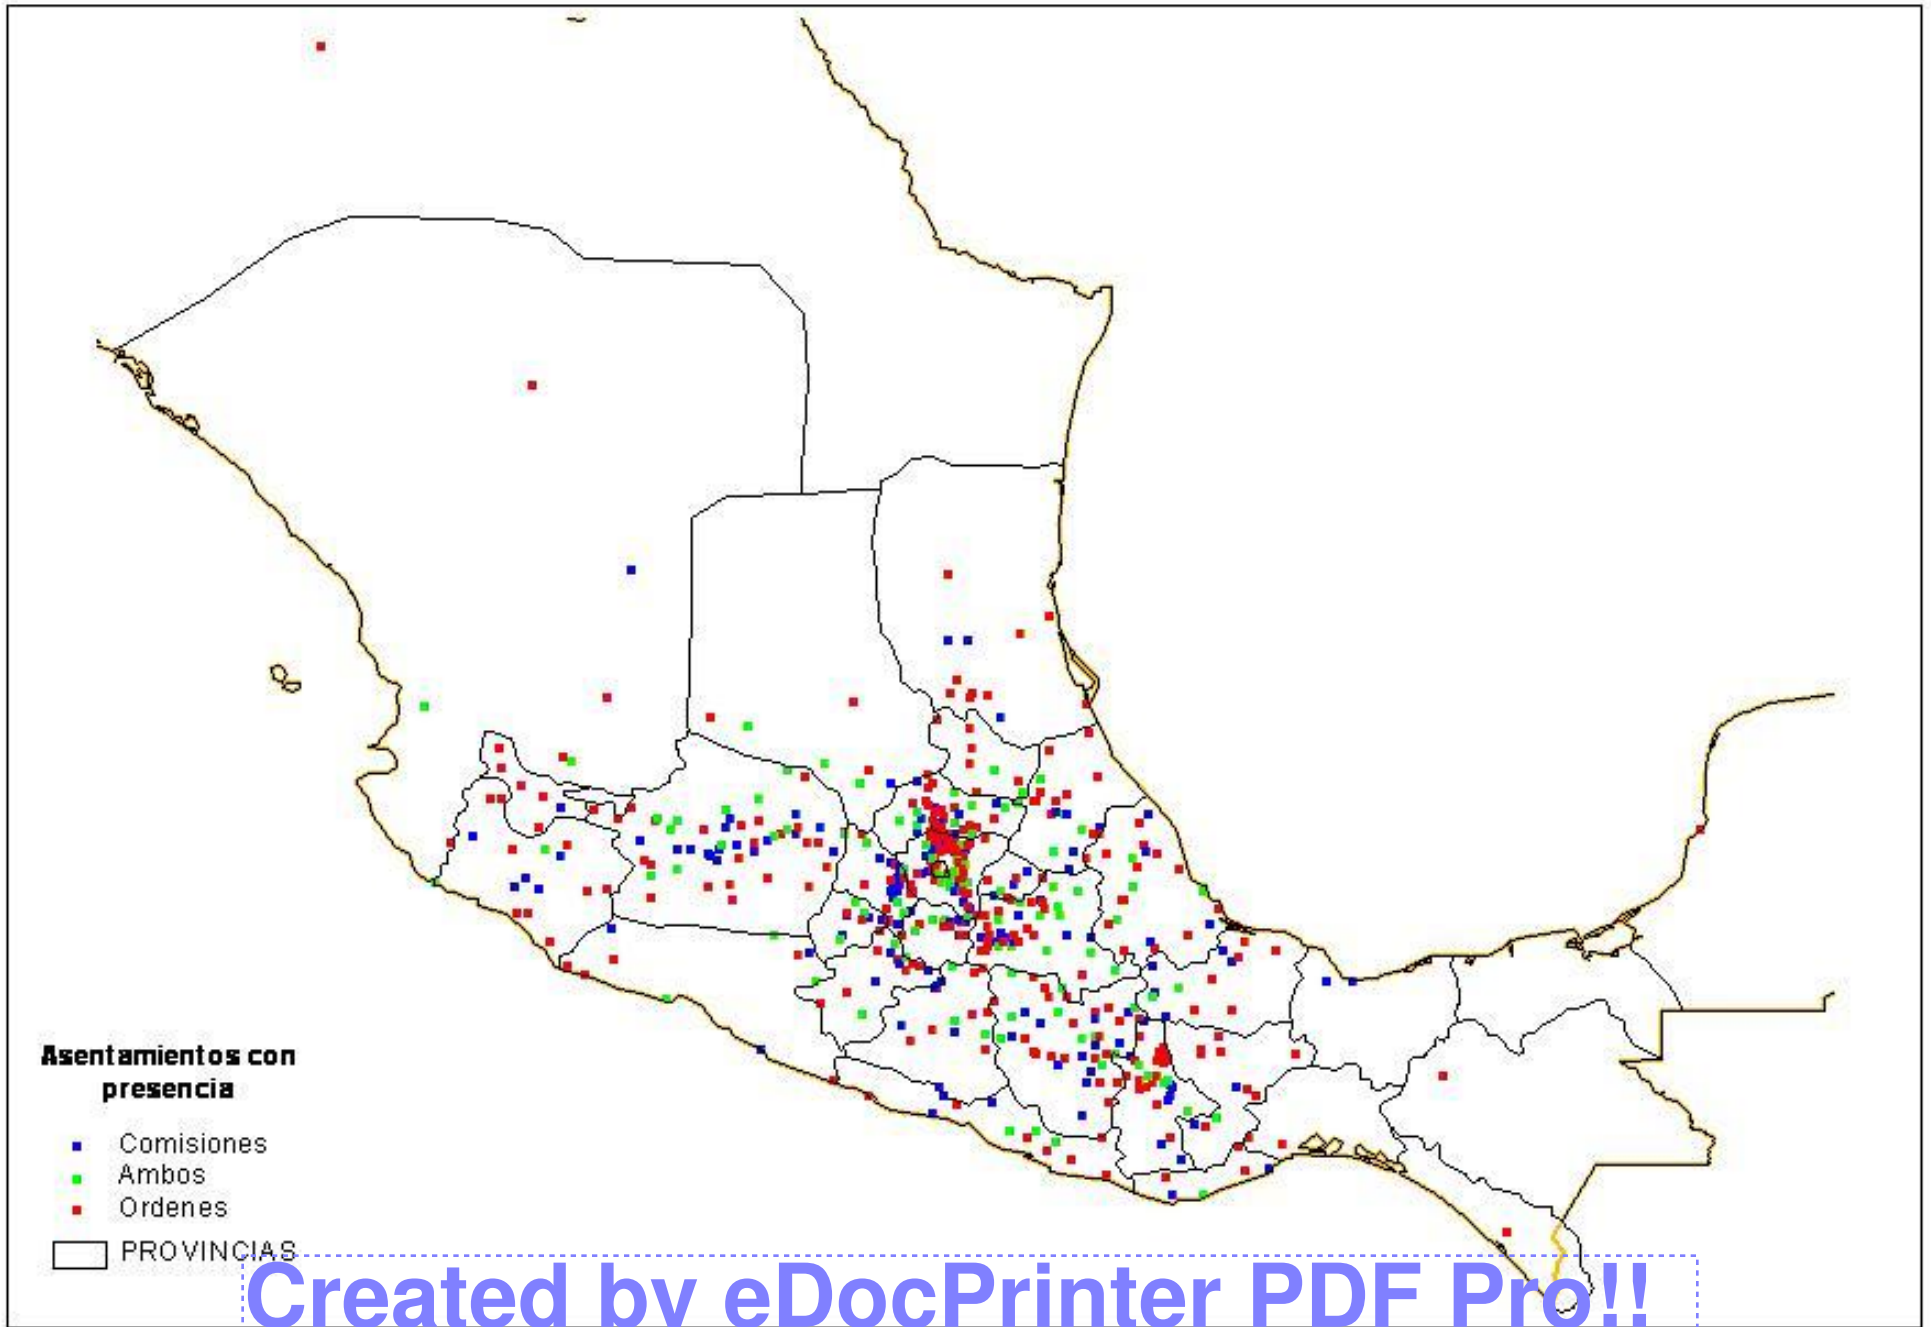 Asentamientos con
presencia
Comisiones
Ambos
Ordenes
PROVINCIAS
Created by eDocPrinter PDF Pro!!